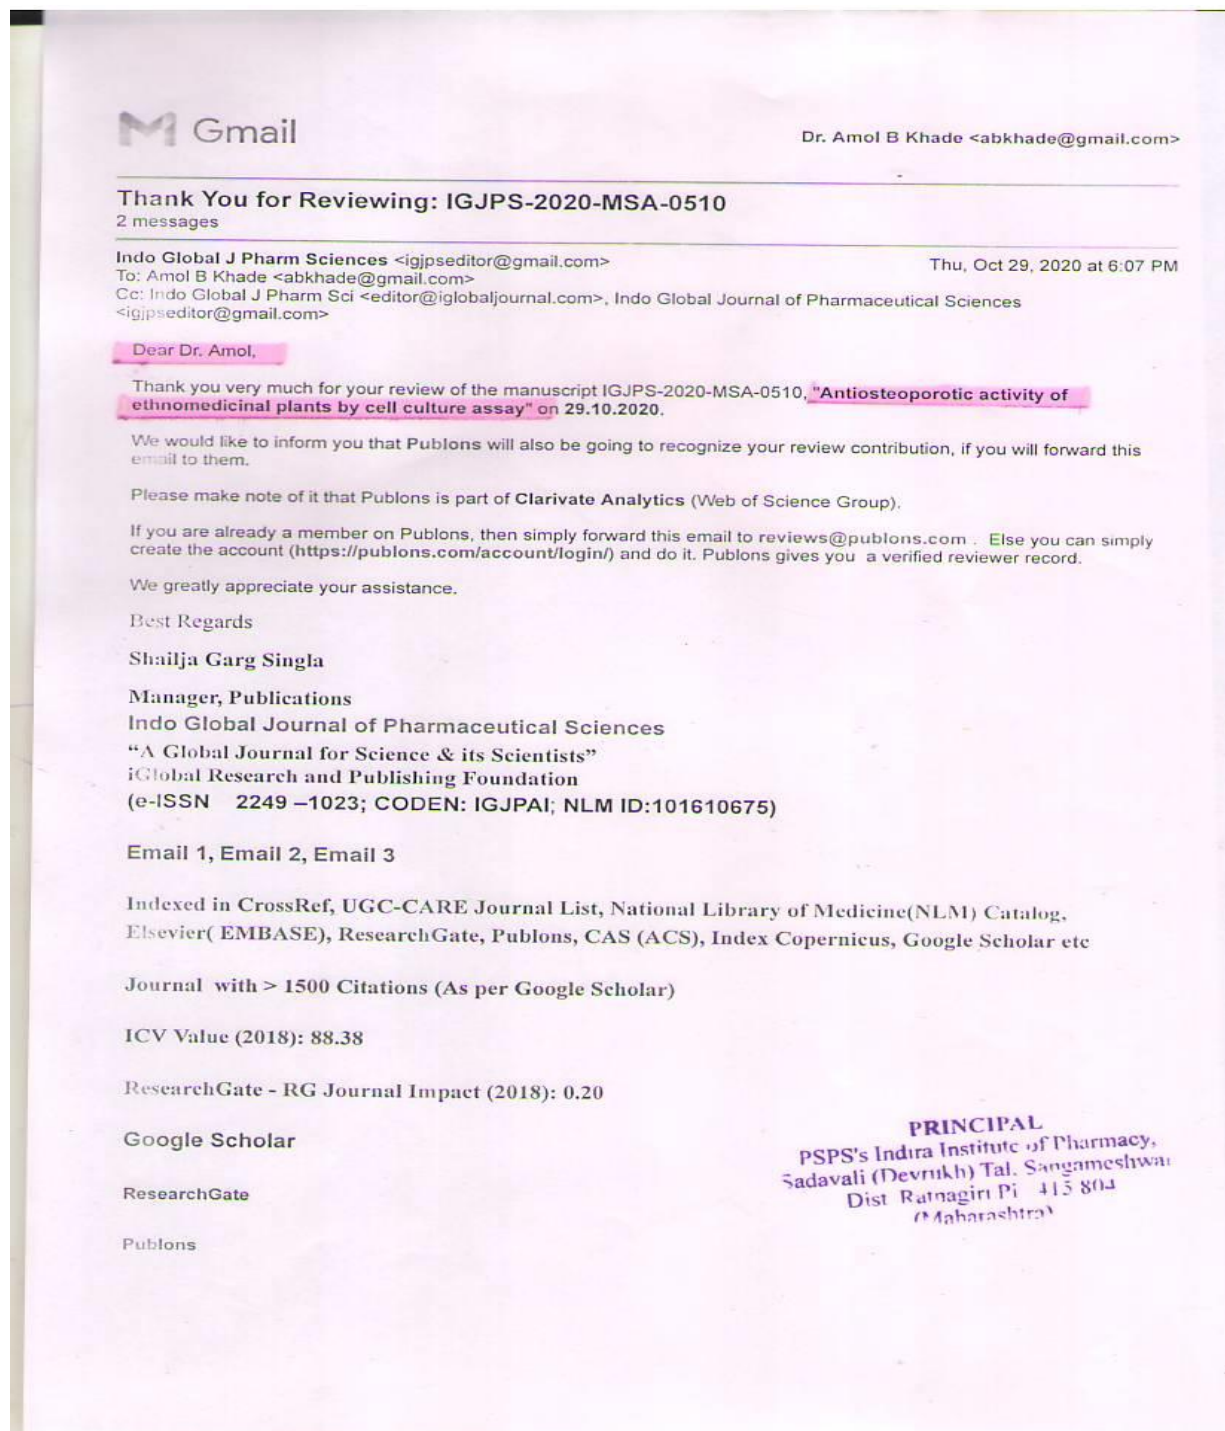 Gmail
Dr. Amol B Khade <abkhade@gmail.com>
Thank You for Reviewing: IGJPS-2020-MSA-0510
2 messages
Indo Global J Pharm Sciences <igjpseditor@gmail.com>
Thu, Oct 29, 2020 at 6:07 PM
To: Amol B Khade <abkhade@gmail.com>
Cc: Indo Global J Pharm Sci <editor@iglobaljournal.com>, Indo Global Journal of Pharmaceutical Sciences
<igjpseditor@gmail.com>
Dear Dr. Amol,
Thank you very much for your review of the manuscript IGJPS-2020-MSA-0510, "Antiosteoporotic activity of
ethnomedicinal plants by cell culture assay" on 29.10.2020.
We would like to inform you that Publons will also be going to recognize your review contribution, if you will forward this
email to them.
Please make note of it that Publons is part of Clarivate Analytics (Web of Science Group).
If you are already a member on Publons, then simply forward this email to reviews@publons.com . Else you can simply
create the account (https://publons.com/account/login/) and do it. Publons gives you a verified reviewer record.
We greatly appreciate your assistance.
Best Regards
Shailja Garg Singla
Manager, Publications
Indo Global Journal of Pharmaceutical Sciences
“A Global Journal for Science & its Scientists”
iGlobal Research and Publishing Foundation
(e-ISSN 2249 –1023; CODEN: IGJPAI; NLM ID:101610675)
Email 1, Email 2, Email 3
Indexed in CrossRef, UGC-CARE Journal List, National Library of Medicine(NLM) Catalog,
Elsevier( EMBASE), ResearchGate, Publons, CAS (ACS), Index Copernicus, Google Scholar etc
Journal with > 1500 Citations (As per Google Scholar)
ICV Value (2018): 88.38
ResearchGate - RG Journal Impact (2018): 0.20
Google Scholar
ResearchGate
Publons
PRINCIPAL
PSPS's Indira Institute of Pharmacy,
Sadavali (Devrukh) Tal. Sangameshwar
Dist Ratnagiri Pi 415 804
(Maharashtra)